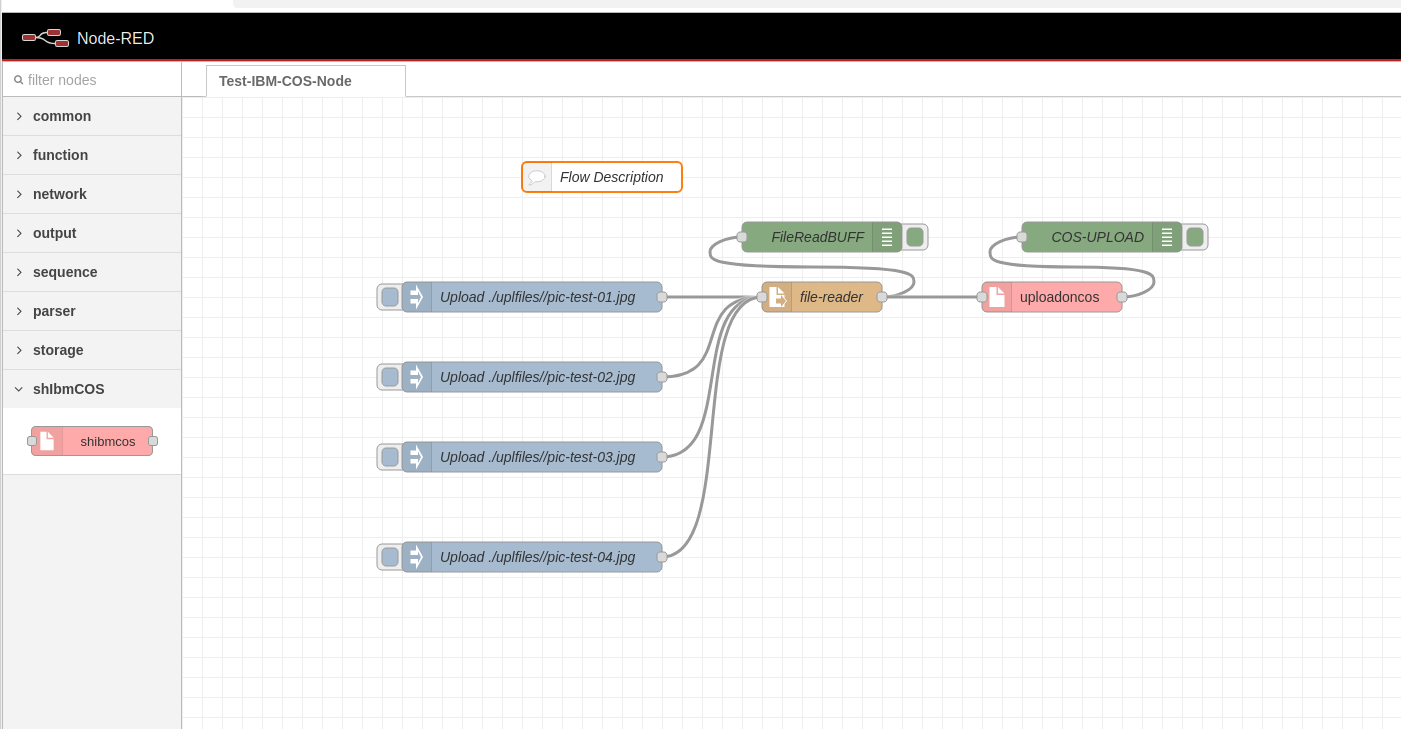 Node-RED
filter nodes
Test-IBM-COS-Node
common
function
network
output
sequence
parser
storage
shIbmCOS
shibmcos
Flow Description
FileReadBUFF
COS-UPLOAD
Upload ./uplfiles//pic-test-01.jpg
file-reader
uploadoncos
Upload ./uplfiles//pic-test-02.jpg
Upload ./uplfiles//pic-test-03.jpg
Upload ./uplfiles//pic-test-04.jpg